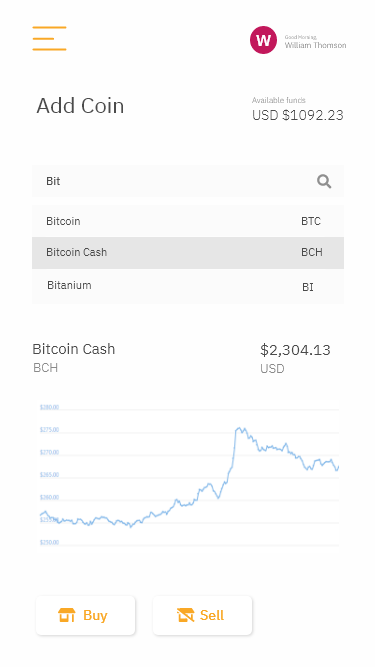 W
Good Morning,
William Thomson
Add Coin
Available funds
USD $1092.23
Bit
Bitcoin BTC
Bitcoin Cash BCH
Bitanium BI
Bitcoin Cash $2,304.13
BCH USD
$280.00
$275.00
$270.00
$265.00
$260.00
$255.00
$250.00
Buy Sell